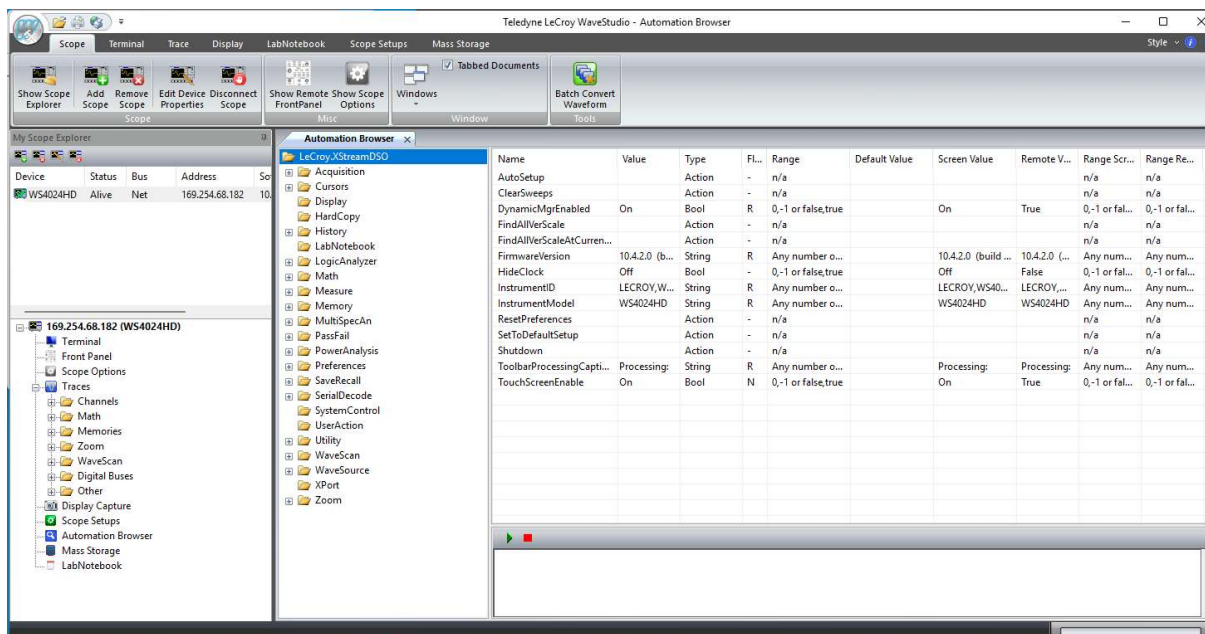 Teledyne LeCroy WaveStudio - Automation Browser
Scope Terminal Trace Display LabNotebook Scope Setups Mass Storage Style
Show Scope Explorer
Add Scope
Remove Scope
Edit Device Properties
Disconnect Scope
Scope
Show Remote FrontPanel
Show Scope Options
Misc
Windows
Tabbed Documents
Window
Batch Convert Waveform
Tools
My Scope Explorer
Device Status Bus Address So
WS4024HD Alive Net 169.254.68.182 10.
169.254.68.182 (WS4024HD)
Terminal
Front Panel
Scope Options
Traces
Channels
Math
Memories
Zoom
WaveScan
Digital Buses
Other
Display Capture
Scope Setups
Automation Browser
Mass Storage
LabNotebook
Automation Browser
LeCroy.XStreamDSO
Acquisition
Cursors
Display
HardCopy
History
LabNotebook
LogicAnalyzer
Math
Measure
Memory
MultiSpecAn
PassFail
PowerAnalysis
Preferences
SaveRecall
SerialDecode
SystemControl
UserAction
Utility
WaveScan
WaveSource
XPort
Zoom
Name Value Type Fl... Range Default Value Screen Value Remote V... Range Scr... Range Re...
AutoSetup Action - n/a n/a n/a
ClearSweeps Action - n/a n/a n/a
DynamicMgrEnabled On Bool R 0,-1 or false,true On True 0,-1 or fal... 0,-1 or fal...
FindAllVerScale Action - n/a n/a n/a
FindAllVerScaleAtCurren... Action - n/a n/a n/a
FirmwareVersion 10.4.2.0 (b... String R Any number o... 10.4.2.0 (build ... 10.4.2.0 (... Any num... Any num...
HideClock Off Bool - 0,-1 or false,true Off False 0,-1 or fal... 0,-1 or fal...
InstrumentID LECROY,W... String R Any number o... LECROY,WS40... LECROY,... Any num... Any num...
InstrumentModel WS4024HD String R Any number o... WS4024HD WS4024HD Any num... Any num...
ResetPreferences Action - n/a n/a n/a
SetToDefaultSetup Action - n/a n/a n/a
Shutdown Action - n/a n/a n/a
ToolbarProcessingCapti... Processing: String R Any number o... Processing: Processing: Any num... Any num...
TouchScreenEnable On Bool N 0,-1 or false,true On True 0,-1 or fal... 0,-1 or fal...